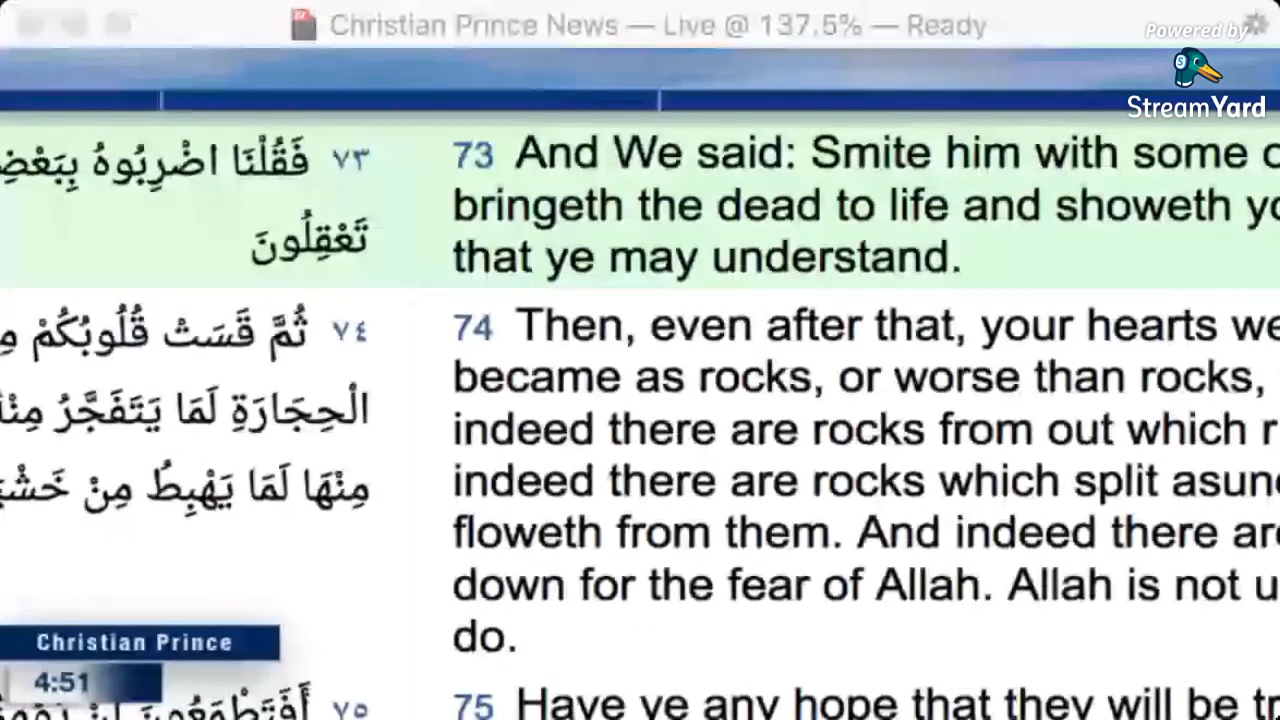 Christian Prince News — Live @ 137.5% — Ready
Powered by
StreamYard
73 And We said: Smite him with some
bringeth the dead to life and showeth
that ye may understand.
٧٣ فَقُلْنَا اضْرِبُوهُ
تَعْقِلُونَ
74 Then, even after that, your hearts
became as rocks, or worse than rocks,
indeed there are rocks from out which
indeed there are rocks which split
floweth from them. And indeed there
down for the fear of Allah. Allah is not
do.
٧٤ ثُمَّ قَسَتْ قُلُوبُكُمْ
الْحِجَارَةِ لَمَا يَتَفَجَّرُ
مِنْهَا لَمَا يَهْبِطُ مِنْ
Christian Prince
4:51
75 Have ye any hope that they will be
٧٥ أَفَتَطْمَعُونَ